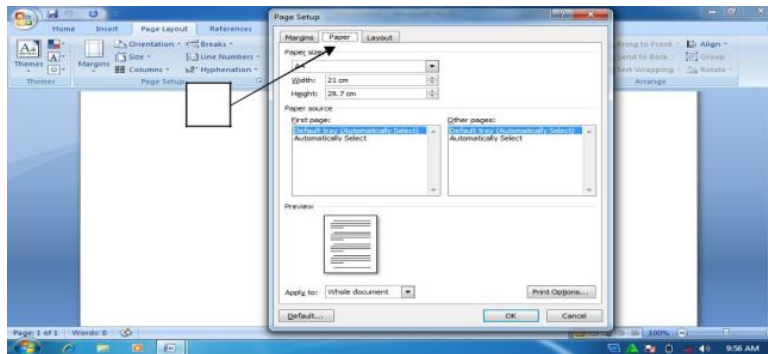 Page Setup
Home Insert Page Layout References
Margins Paper Layout
Orientation Breaks
Bring to Front Align
Paper size:
Size Line Numbers
Send to Back Group
A4
Themes Margins Columns Hyphenation
Text Wrapping Rotate
Width: 21 cm
Themes Page Setup
Arrange
Height: 29.7 cm
Paper source
First page: Other pages:
Default tray (Automatically Select) Default tray (Automatically Select)
Automatically Select Automatically Select
Preview
Apply to: Whole document Print Options...
Default... OK Cancel
Page: 1 of 1 Words: 0 100%
9:56 AM